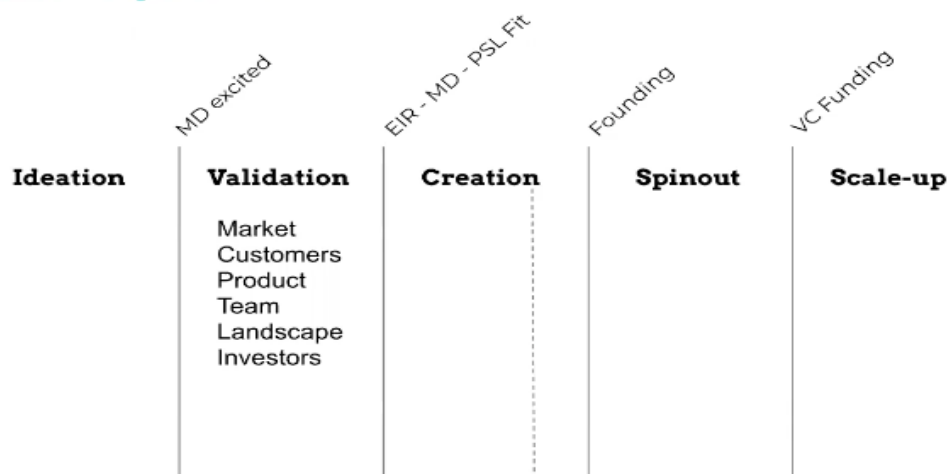 MD excited
EIR - MD - PSL Fit
Founding
VC Funding
Ideation
Validation
Creation
Spinout
Scale-up
Market
Customers
Product
Team
Landscape
Investors